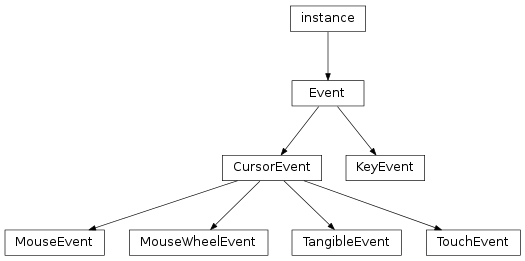 instance
Event
CursorEvent
KeyEvent
MouseEvent
MouseWheelEvent
TangibleEvent
TouchEvent